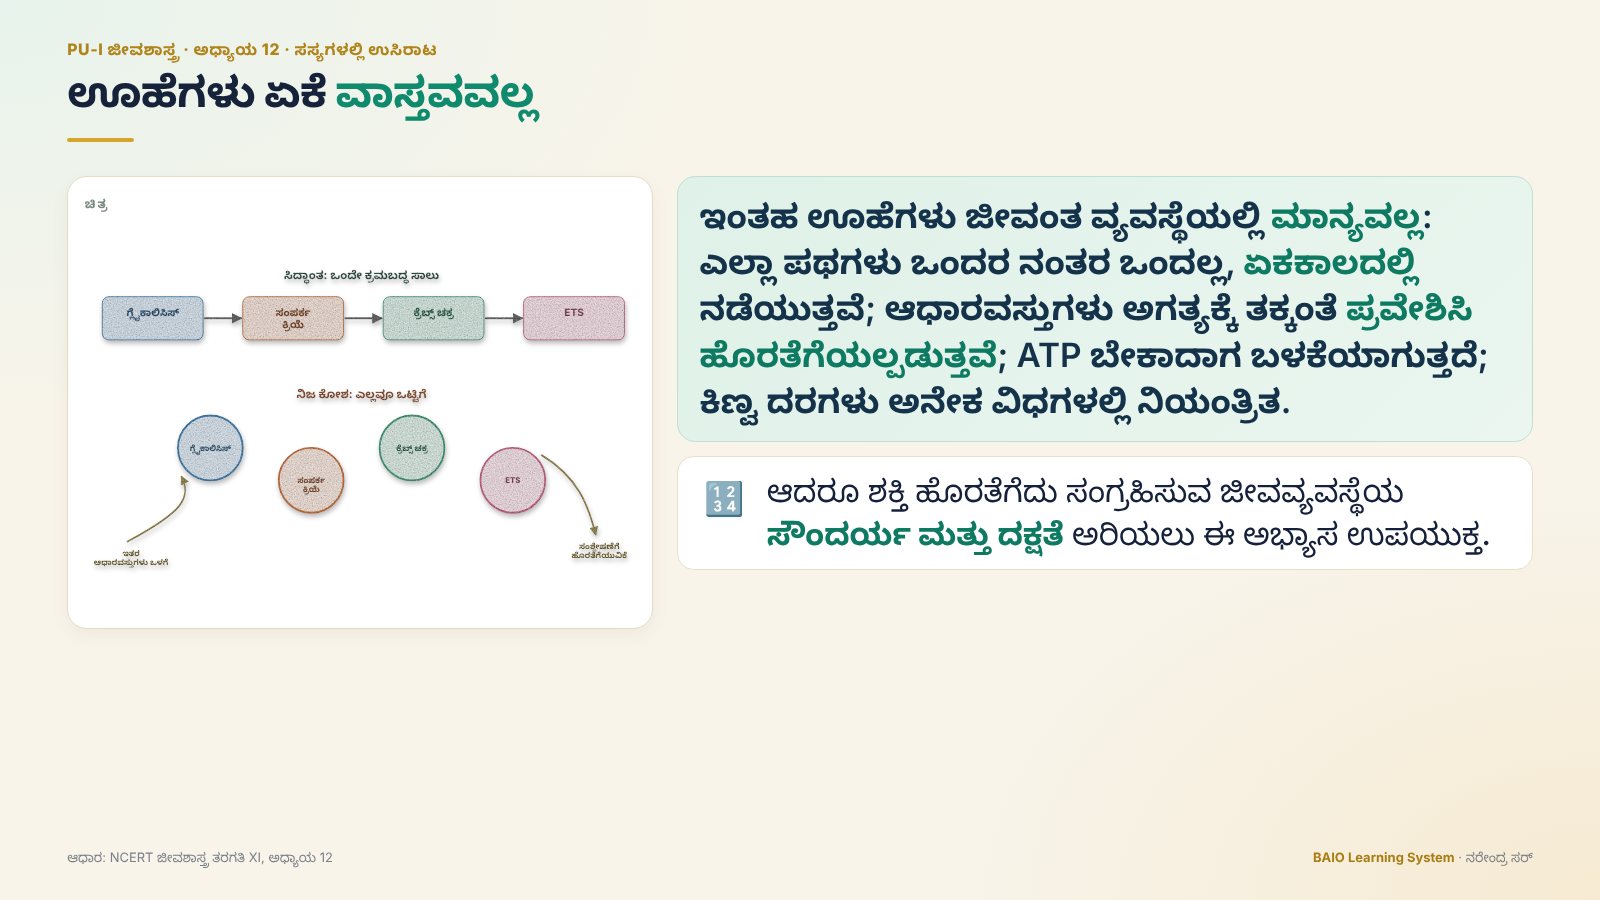 PU-I ಜೀವಶಾಸ್ತ್ರ · ಅಧ್ಯಾಯ 12 · ಸಸ್ಯಗಳಲ್ಲಿ ಉಸಿರಾಟ
ಊಹೆಗಳು ಏಕೆ ವಾಸ್ತವವಲ್ಲ
ಚಿತ್ರ
ಸಿದ್ಧಾಂತ: ಒಂದೇ ಕ್ರಮಬದ್ಧ ಸಾಲು
ಗ್ಲೈಕಾಲಿಸಿಸ್
ಸಂಪರ್ಕ
ಕ್ರಿಯೆ
ಕ್ರೆಬ್ಸ್ ಚಕ್ರ
ETS
ನಿಜ ಕೋಶ: ಎಲ್ಲವೂ ಒಟ್ಟಿಗೆ
ಗ್ಲೈಕಾಲಿಸಿಸ್
ಸಂಪರ್ಕ
ಕ್ರಿಯೆ
ಕ್ರೆಬ್ಸ್ ಚಕ್ರ
ETS
ಇತರ
ಆಧಾರವಸ್ತುಗಳು ಒಳಗೆ
ಸಂಶ್ಲೇಷಣೆಗೆ
ಹೊರತೆಗೆಯುವಿಕೆ
ಇಂತಹ ಊಹೆಗಳು ಜೀವಂತ ವ್ಯವಸ್ಥೆಯಲ್ಲಿ ಮಾನ್ಯವಲ್ಲ:
ಎಲ್ಲಾ ಪಥಗಳು ಒಂದರ ನಂತರ ಒಂದಲ್ಲ, ಏಕಕಾಲದಲ್ಲಿ
ನಡೆಯುತ್ತವೆ; ಆಧಾರವಸ್ತುಗಳು ಅಗತ್ಯಕ್ಕೆ ತಕ್ಕಂತೆ ಪ್ರವೇಶಿಸಿ
ಹೊರತೆಗೆಯಲ್ಪಡುತ್ತವೆ; ATP ಬೇಕಾದಾಗ ಬಳಕೆಯಾಗುತ್ತದೆ;
ಕಿಣ್ವ ದರಗಳು ಅನೇಕ ವಿಧಗಳಲ್ಲಿ ನಿಯಂತ್ರಿತ.
🔢 ಆದರೂ ಶಕ್ತಿ ಹೊರತೆಗೆದು ಸಂಗ್ರಹಿಸುವ ಜೀವವ್ಯವಸ್ಥೆಯ
ಸೌಂದರ್ಯ ಮತ್ತು ದಕ್ಷತೆ ಅರಿಯಲು ಈ ಅಭ್ಯಾಸ ಉಪಯುಕ್ತ.
ಆಧಾರ: NCERT ಜೀವಶಾಸ್ತ್ರ ತರಗತಿ XI, ಅಧ್ಯಾಯ 12
BAIO Learning System · ನರೇಂದ್ರ ಸರ್